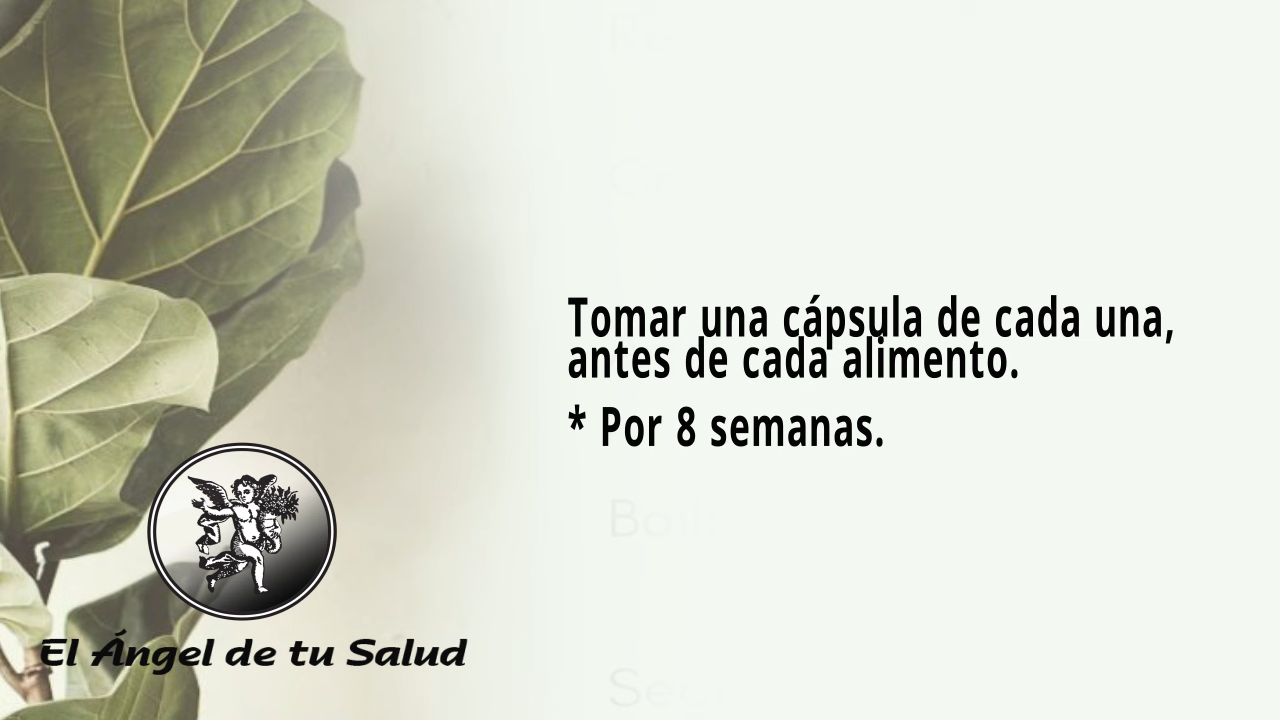 Tomar una cápsula de cada una,
antes de cada alimento.
* Por 8 semanas.
El Ángel de tu Salud